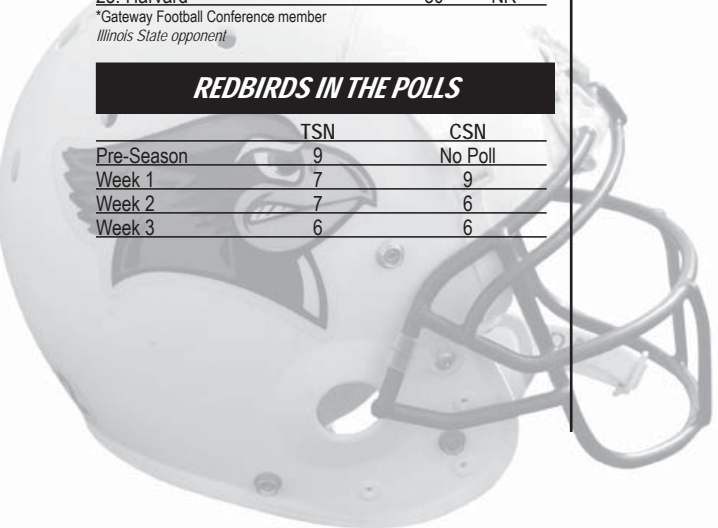 *Gateway Football Conference member
Illinois State opponent
REDBIRDS IN THE POLLS
TSN CSN
Pre-Season 9 No Poll
Week 1 7 9
Week 2 7 6
Week 3 6 6